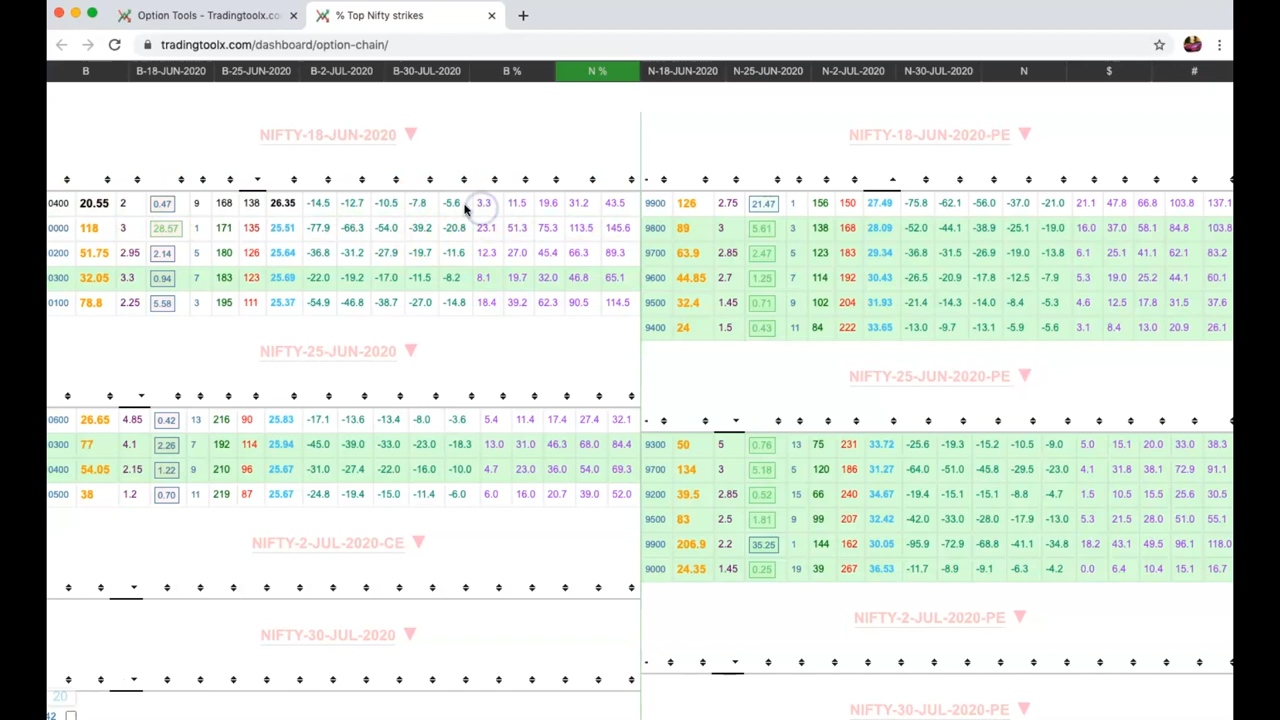 Option Tools - Tradingtoolx.co
% Top Nifty strikes
tradingtoolx.com/dashboard/option-chain/
B B-18-JUN-2020 B-25-JUN-2020 B-2-JUL-2020 B-30-JUL-2020 B % N % N-18-JUN-2020 N-25-JUN-2020 N-2-JUL-2020 N-30-JUL-2020 N $ #
NIFTY-18-JUN-2020
0400 20.55 2 0.47 9 168 138 26.35 -14.5 -12.7 -10.5 -7.8 -5.6 3.3 11.5 19.6 31.2 43.5
0000 118 3 28.57 1 171 135 25.51 -77.9 -66.3 -54.0 -39.2 -20.8 23.1 51.3 75.3 113.5 145.6
0200 51.75 2.95 2.14 5 180 126 25.64 -36.8 -31.2 -27.9 -19.7 -11.6 12.3 27.0 45.4 66.3 89.3
0300 32.05 3.3 0.94 7 183 123 25.69 -22.0 -19.2 -17.0 -11.5 -8.2 8.1 19.7 32.0 46.8 65.1
0100 78.8 2.25 5.58 3 195 111 25.37 -54.9 -46.8 -38.7 -27.0 -14.8 18.4 39.2 62.3 90.5 114.5
NIFTY-25-JUN-2020
0600 26.65 4.85 0.42 13 216 90 25.83 -17.1 -13.6 -13.4 -8.0 -3.6 5.4 11.4 17.4 27.4 32.1
0300 77 4.1 2.26 7 192 114 25.94 -45.0 -39.0 -33.0 -23.0 -18.3 13.0 31.0 46.3 68.0 84.4
0400 54.05 2.15 1.22 9 210 96 25.67 -31.0 -27.4 -22.0 -16.0 -10.0 4.7 23.0 36.0 54.0 69.3
0500 38 1.2 0.70 11 219 87 25.67 -24.8 -19.4 -15.0 -11.4 -6.0 6.0 16.0 20.7 39.0 52.0
NIFTY-2-JUL-2020-CE
NIFTY-30-JUL-2020
20
42
NIFTY-18-JUN-2020-PE
-
9900 126 2.75 21.47 1 156 150 27.49 -75.8 -62.1 -56.0 -37.0 -21.0 21.1 47.8 66.8 103.8 137.1
9800 89 3 5.61 3 138 168 28.09 -52.0 -44.1 -38.9 -25.1 -19.0 16.0 37.0 58.1 84.8 103.8
9700 63.9 2.85 2.47 5 123 183 29.34 -36.8 -31.5 -26.9 -19.0 -13.8 6.1 25.1 41.1 62.1 83.2
9600 44.85 2.7 1.25 7 114 192 30.43 -26.5 -20.9 -17.8 -12.5 -7.9 5.3 19.0 25.2 44.1 60.1
9500 32.4 1.45 0.71 9 102 204 31.93 -21.4 -14.3 -14.0 -8.4 -5.3 4.6 12.5 17.8 31.5 37.6
9400 24 1.5 0.43 11 84 222 33.65 -13.0 -9.7 -13.1 -5.9 -5.6 3.1 8.4 13.0 20.9 26.1
NIFTY-25-JUN-2020-PE
-
9300 50 5 0.76 13 75 231 33.72 -25.6 -19.3 -15.2 -10.5 -9.0 5.0 15.1 20.0 33.0 38.3
9700 134 3 5.18 5 120 186 31.27 -64.0 -51.0 -45.8 -29.5 -23.0 4.1 31.8 38.1 72.9 91.1
9200 39.5 2.85 0.52 15 66 240 34.67 -19.4 -15.1 -15.1 -8.8 -4.7 1.5 10.5 15.5 25.6 30.5
9500 83 2.5 1.81 9 99 207 32.42 -42.0 -33.0 -28.0 -17.9 -13.0 5.3 21.5 28.0 51.0 55.1
9900 206.9 2.2 35.25 1 144 162 30.05 -95.9 -72.9 -68.8 -41.1 -34.8 18.2 43.1 49.5 96.1 118.0
9000 24.35 1.45 0.25 19 39 267 36.53 -11.7 -8.9 -9.1 -6.3 -4.2 0.0 6.4 10.4 15.1 16.7
NIFTY-2-JUL-2020-PE
-
NIFTY-30-JUL-2020-PE